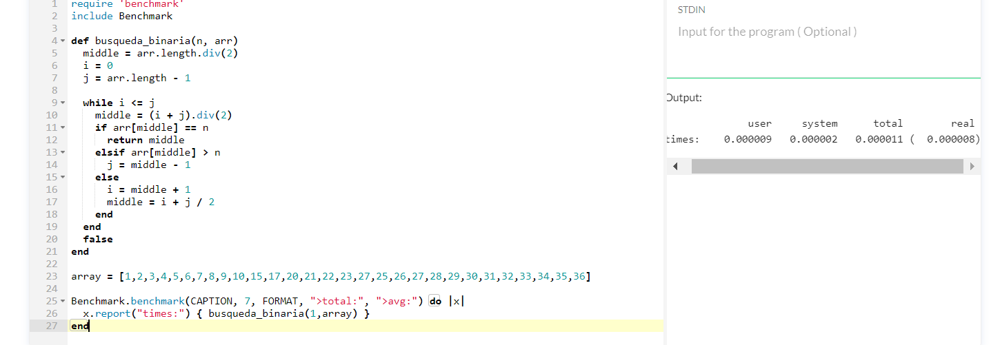 1 require 'benchmark'
2 include Benchmark
3
4 def busqueda_binaria(n, arr)
5 middle = arr.length.div(2)
6 i = 0
7 j = arr.length - 1
8
9 while i <= j
10 middle = (i + j).div(2)
11 if arr[middle] == n
12 return middle
13 elsif arr[middle] > n
14 j = middle - 1
15 else
16 i = middle + 1
17 middle = i + j / 2
18 end
19 end
20 false
21 end
22
23 array = [1,2,3,4,5,6,7,8,9,10,15,17,20,21,22,23,27,25,26,27,28,29,30,31,32,33,34,35,36]
24
25 Benchmark.benchmark(CAPTION, 7, FORMAT, ">total:", ">avg:") do |x|
26 x.report("times:") { busqueda_binaria(1,array) }
27 end
STDIN
Input for the program ( Optional )
Output:
user system total real
times: 0.000009 0.000002 0.000011 ( 0.000008)